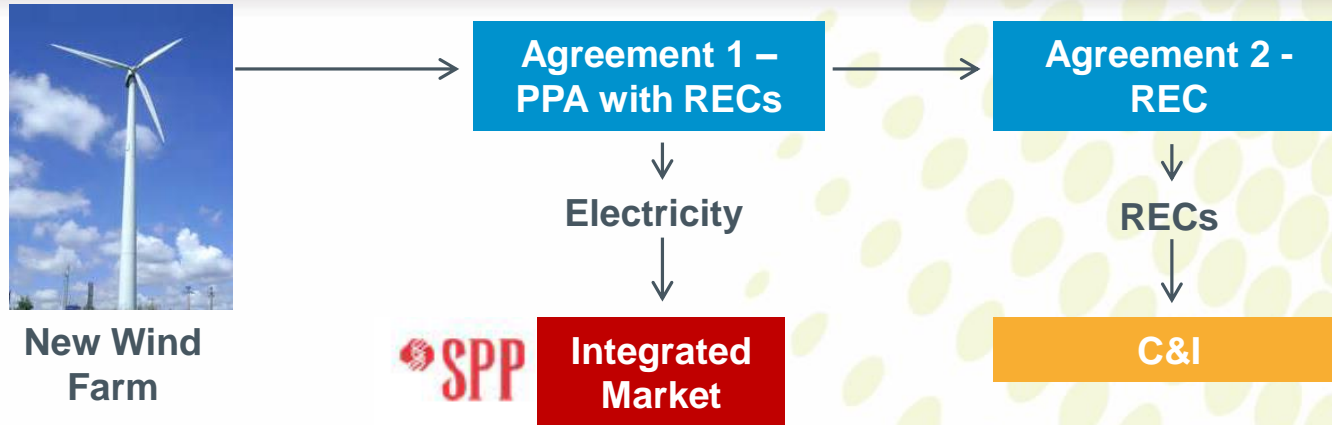 Agreement 1 –
PPA with RECs
Agreement 2 -
REC
Electricity
RECs
New Wind
Farm
SPP
Integrated
Market
C&I